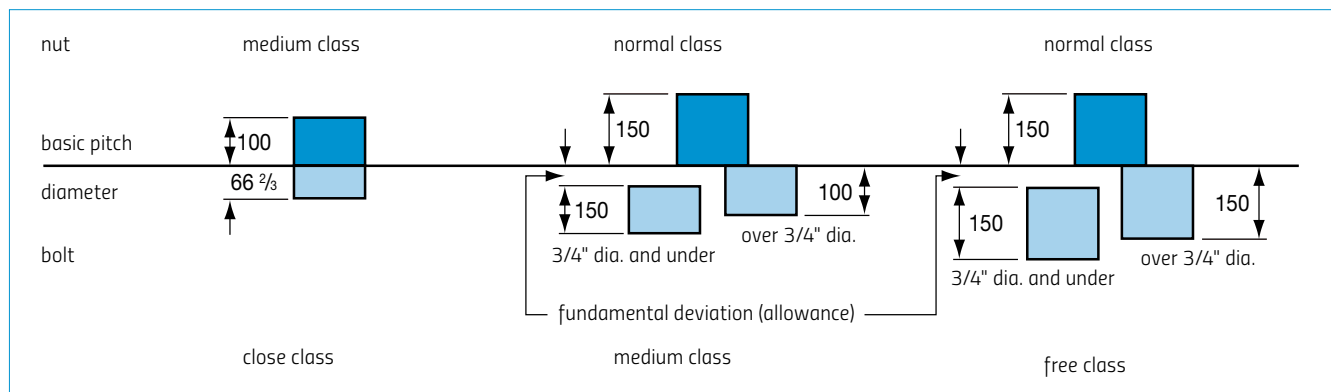 nut
medium class
normal class
normal class
150
150
100
basic pitch
diameter
66 2/3
150
100
150
150
over 3/4" dia.
over 3/4" dia.
bolt
3/4" dia. and under
3/4" dia. and under
fundamental deviation (allowance)
close class
medium class
free class